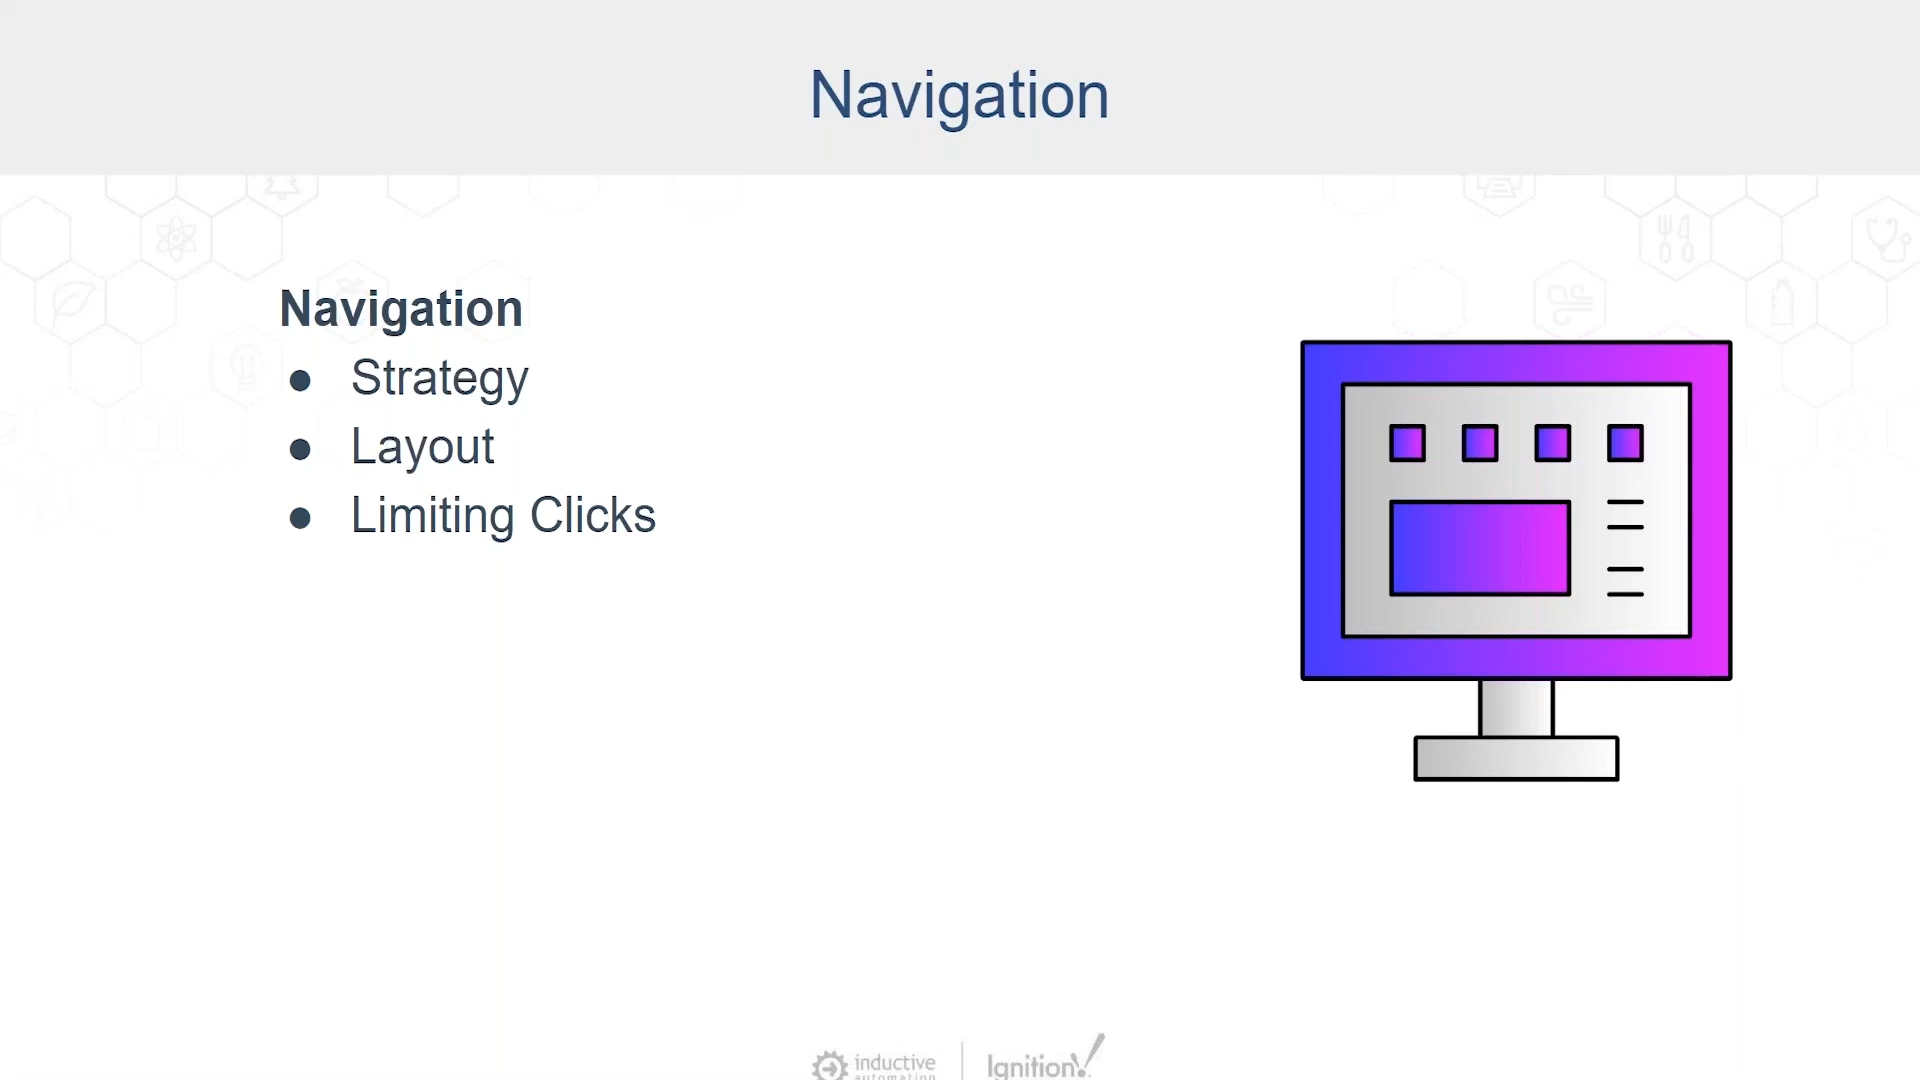 Navigation
Navigation
● Strategy
● Layout
● Limiting Clicks
inductive
automation
Ignition!